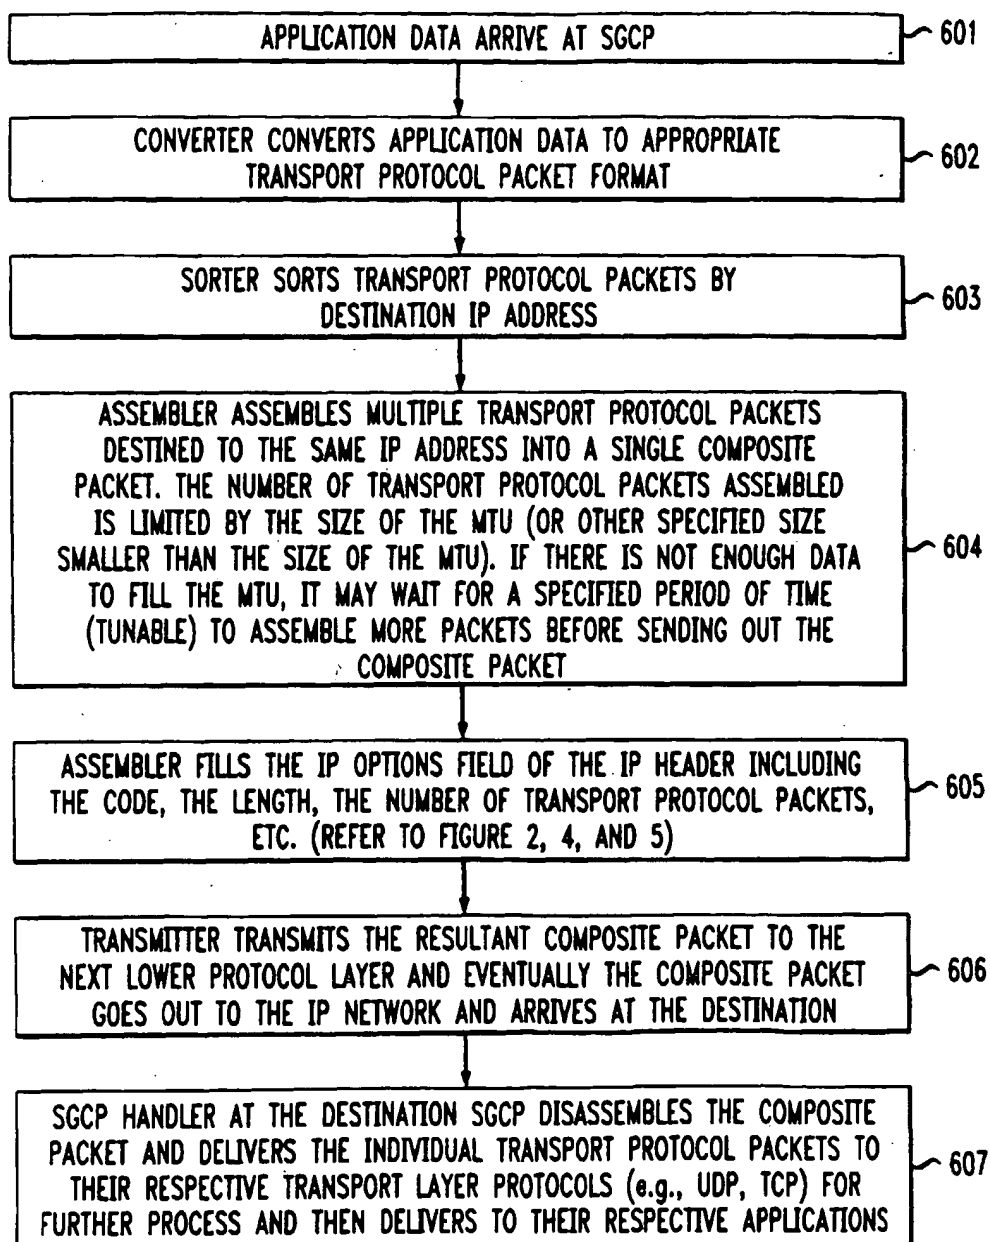 APPLICATION DATA ARRIVE AT SGCP
601
CONVERTER CONVERTS APPLICATION DATA TO APPROPRIATE
TRANSPORT PROTOCOL PACKET FORMAT
602
SORTER SORTS TRANSPORT PROTOCOL PACKETS BY
DESTINATION IP ADDRESS
603
ASSEMBLER ASSEMBLES MULTIPLE TRANSPORT PROTOCOL PACKETS
DESTINED TO THE SAME IP ADDRESS INTO A SINGLE COMPOSITE
PACKET. THE NUMBER OF TRANSPORT PROTOCOL PACKETS ASSEMBLED
IS LIMITED BY THE SIZE OF THE MTU (OR OTHER SPECIFIED SIZE
SMALLER THAN THE SIZE OF THE MTU). IF THERE IS NOT ENOUGH DATA
TO FILL THE MTU, IT MAY WAIT FOR A SPECIFIED PERIOD OF TIME
(TUNABLE) TO ASSEMBLE MORE PACKETS BEFORE SENDING OUT THE
COMPOSITE PACKET
604
ASSEMBLER FILLS THE IP OPTIONS FIELD OF THE IP HEADER INCLUDING
THE CODE, THE LENGTH, THE NUMBER OF TRANSPORT PROTOCOL PACKETS,
ETC. (REFER TO FIGURE 2, 4, AND 5)
605
TRANSMITTER TRANSMITS THE RESULTANT COMPOSITE PACKET TO THE
NEXT LOWER PROTOCOL LAYER AND EVENTUALLY THE COMPOSITE PACKET
GOES OUT TO THE IP NETWORK AND ARRIVES AT THE DESTINATION
606
SGCP HANDLER AT THE DESTINATION SGCP DISASSEMBLES THE COMPOSITE
PACKET AND DELIVERS THE INDIVIDUAL TRANSPORT PROTOCOL PACKETS TO
THEIR RESPECTIVE TRANSPORT LAYER PROTOCOLS (e.g., UDP, TCP) FOR
FURTHER PROCESS AND THEN DELIVERS TO THEIR RESPECTIVE APPLICATIONS
607